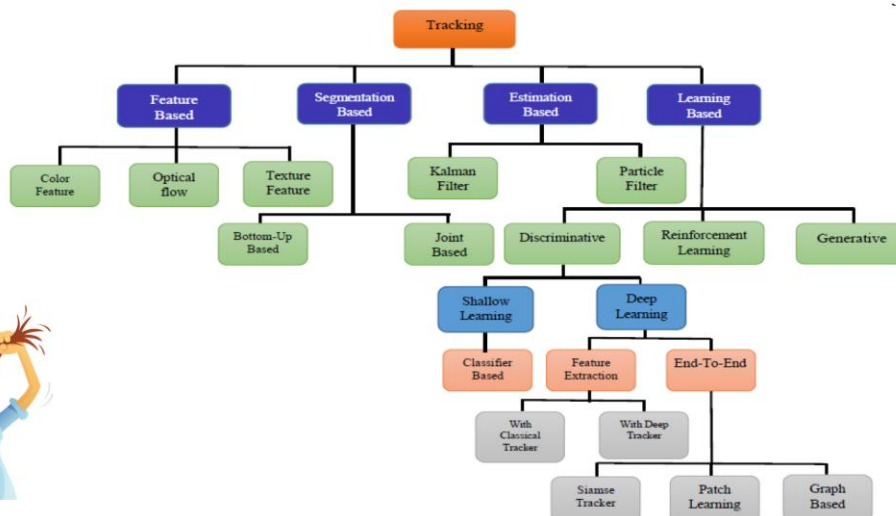 Tracking
Feature
Based
Segmentation
Based
Estimation
Based
Learning
Based
Color
Feature
Optical
flow
Texture
Feature
Kalman
Filter
Particle
Filter
Bottom-Up
Based
Joint
Based
Discriminative
Reinforcement
Learning
Generative
Shallow
Learning
Deep
Learning
Classifier
Based
Feature
Extraction
End-To-End
With
Classical
Tracker
With Deep
Tracker
Siamse
Tracker
Patch
Learning
Graph
Based